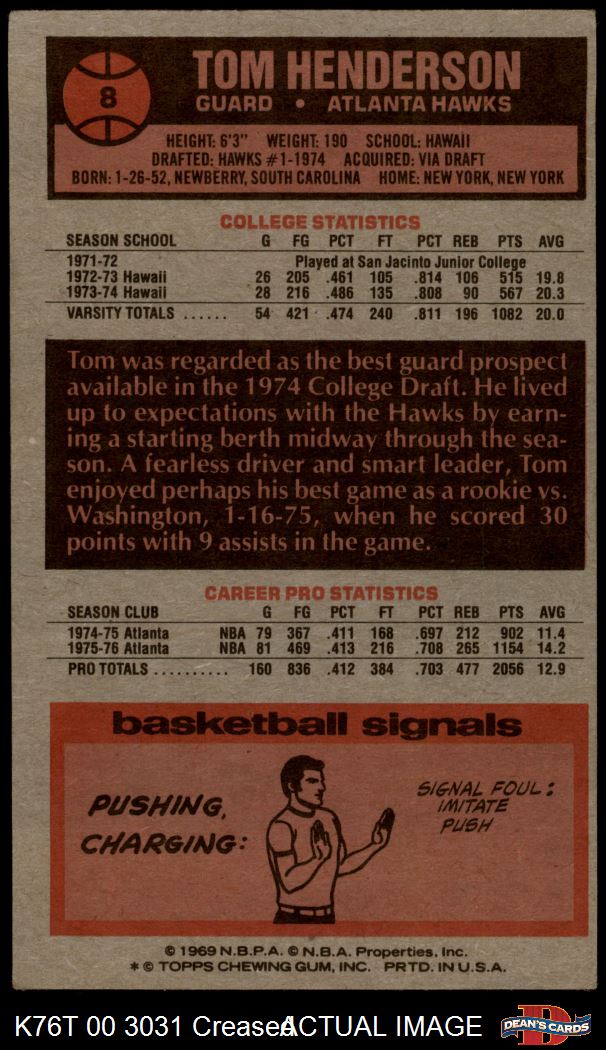 8
TOM HENDERSON
GUARD • ATLANTA HAWKS
HEIGHT: 6'3" WEIGHT: 190 SCHOOL: HAWAII
DRAFTED: HAWKS #1-1974 ACQUIRED: VIA DRAFT
BORN: 1-26-52, NEWBERRY, SOUTH CAROLINA HOME: NEW YORK, NEW YORK
COLLEGE STATISTICS
SEASON SCHOOL G FG PCT FT PCT REB PTS AVG
1971-72 Played at San Jacinto Junior College
1972-73 Hawaii 26 205 .461 105 .814 106 515 19.8
1973-74 Hawaii 28 216 .486 135 .808 90 567 20.3
VARSITY TOTALS ...... 54 421 .474 240 .811 196 1082 20.0
Tom was regarded as the best guard prospect
available in the 1974 College Draft. He lived
up to expectations with the Hawks by earn-
ing a starting berth midway through the sea-
son. A fearless driver and smart leader, Tom
enjoyed perhaps his best game as a rookie vs.
Washington, 1-16-75, when he scored 30
points with 9 assists in the game.
CAREER PRO STATISTICS
SEASON CLUB G FG PCT FT PCT REB PTS AVG
1974-75 Atlanta NBA 79 367 .411 168 .697 212 902 11.4
1975-76 Atlanta NBA 81 469 .413 216 .708 265 1154 14.2
PRO TOTALS .......... 160 836 .412 384 .703 477 2056 12.9
basketball signals
PUSHING,
CHARGING:
SIGNAL FOUL:
IMITATE
PUSH
© 1969 N.B.P.A. © N.B.A. Properties, Inc.
* © TOPPS CHEWING GUM, INC. PRTD. IN U.S.A.
K76T 00 3031 Creased ACTUAL IMAGE
DEAN'S CARDS